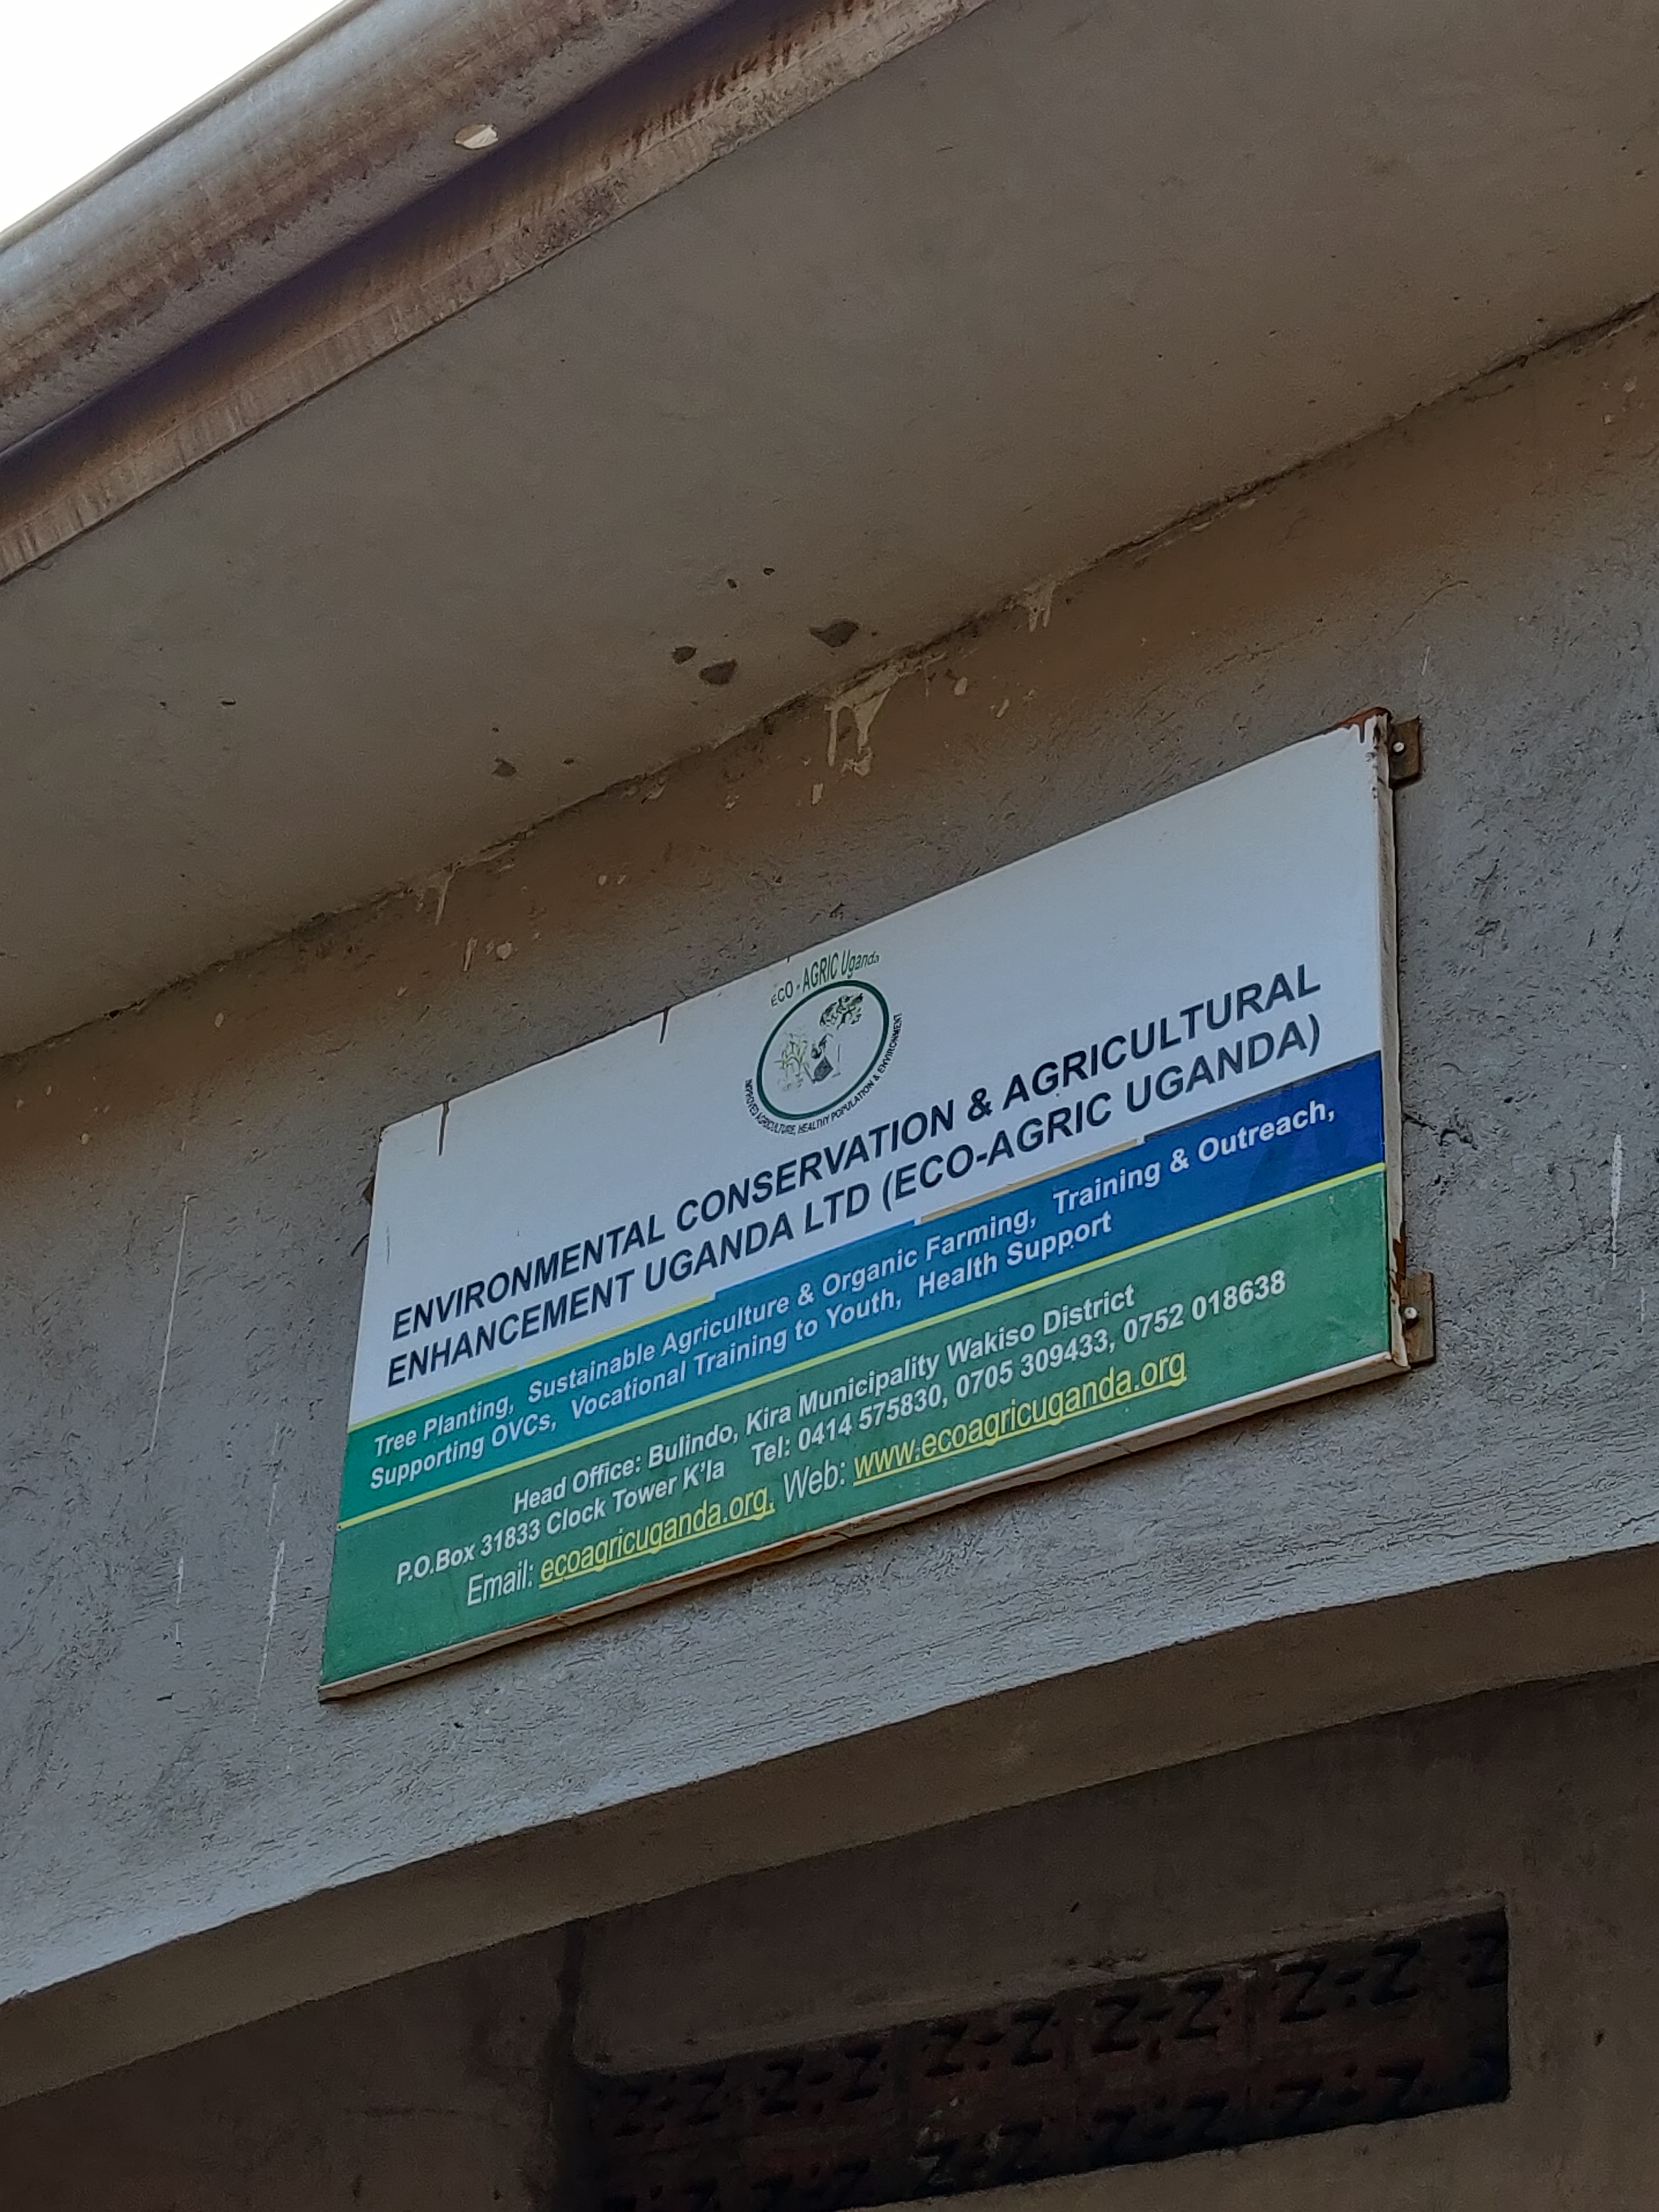 ECO - AGRIC Uganda
IMPROVED AGRICULTURE, HEALTHY POPULATION & ENVIRONMENT
ENVIRONMENTAL CONSERVATION & AGRICULTURAL
ENHANCEMENT UGANDA LTD (ECO-AGRIC UGANDA)
Tree Planting, Sustainable Agriculture & Organic Farming, Training & Outreach,
Supporting OVCs, Vocational Training to Youth, Health Support
Head Office: Bulindo, Kira Municipality Wakiso District
P.O.Box 31833 Clock Tower K'la Tel: 0414 575830, 0705 309433, 0752 018638
Email: ecoagricuganda.org, Web: www.ecoagricuganda.org